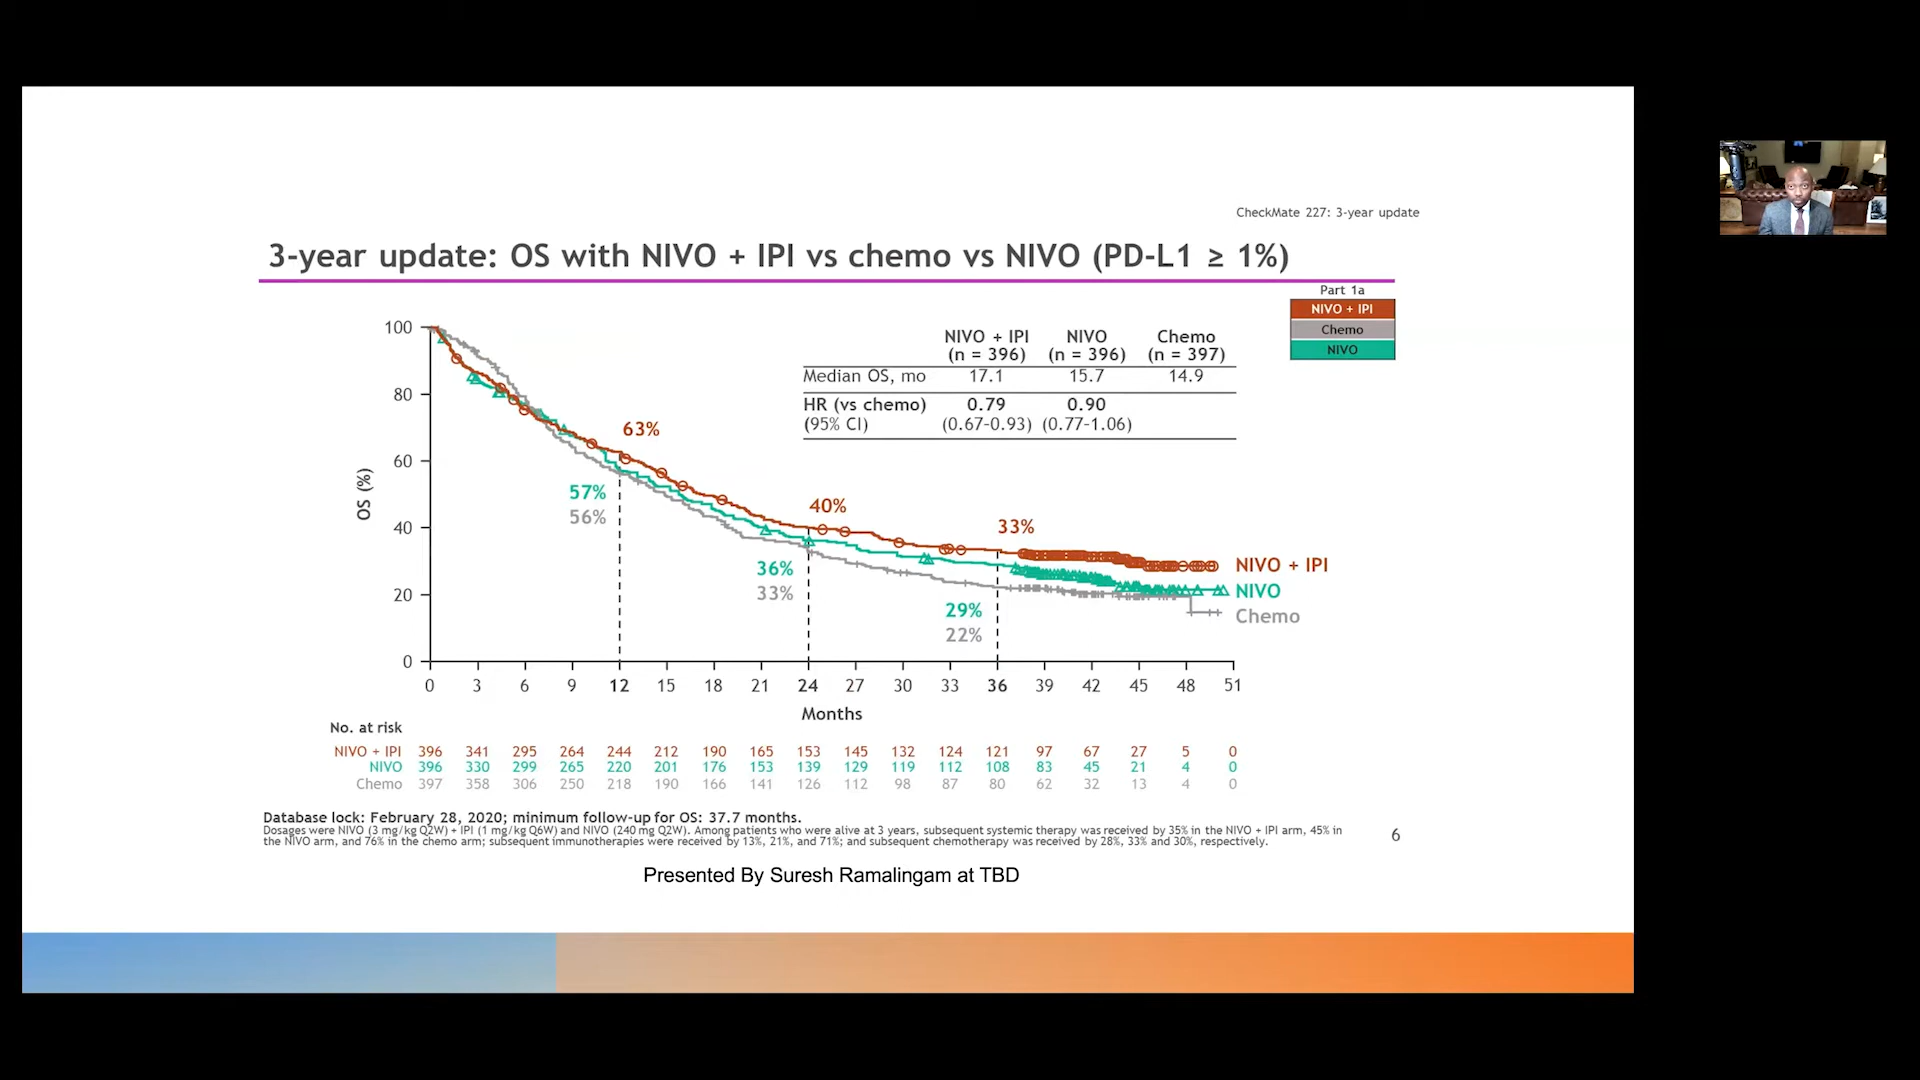 CheckMate 227: 3-year update
3-year update: OS with NIVO + IPI vs chemo vs NIVO (PD-L1 ≥ 1%)
Part 1a
NIVO + IPI
Chemo
NIVO
NIVO + IPI NIVO Chemo
(n = 396) (n = 396) (n = 397)
Median OS, mo 17.1 15.7 14.9
HR (vs chemo) 0.79 0.90
(95% CI) (0.67–0.93) (0.77–1.06)
OS (%)
100
80
60
40
20
0
63%
57%
56%
40%
36%
33%
33%
29%
22%
NIVO + IPI
NIVO
Chemo
0 3 6 9 12 15 18 21 24 27 30 33 36 39 42 45 48 51
Months
No. at risk
NIVO + IPI 396 341 295 264 244 212 190 165 153 145 132 124 121 97 67 27 5 0
NIVO 396 330 299 265 220 201 176 153 139 129 119 112 108 83 45 21 4 0
Chemo 397 358 306 250 218 190 166 141 126 112 98 87 80 62 32 13 4 0
Database lock: February 28, 2020; minimum follow-up for OS: 37.7 months.
Dosages were NIVO (3 mg/kg Q2W) + IPI (1 mg/kg Q6W) and NIVO (240 mg Q2W). Among patients who were alive at 3 years, subsequent systemic therapy was received by 35% in the NIVO + IPI arm, 45% in
the NIVO arm, and 76% in the chemo arm; subsequent immunotherapies were received by 13%, 21%, and 71%; and subsequent chemotherapy was received by 28%, 33% and 30%, respectively.
6
Presented By Suresh Ramalingam at TBD